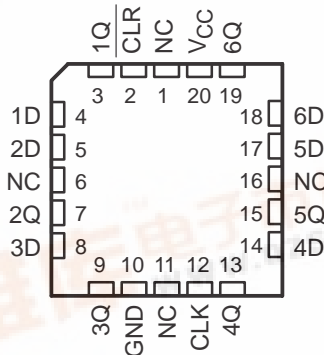 1Q CLR NC VCC 6Q
3 2 1 20 19
1D 4 18 6D
2D 5 17 5D
NC 6 16 NC
2Q 7 15 5Q
3D 8 14 4D
9 10 11 12 13
3Q GND NC CLK 4Q